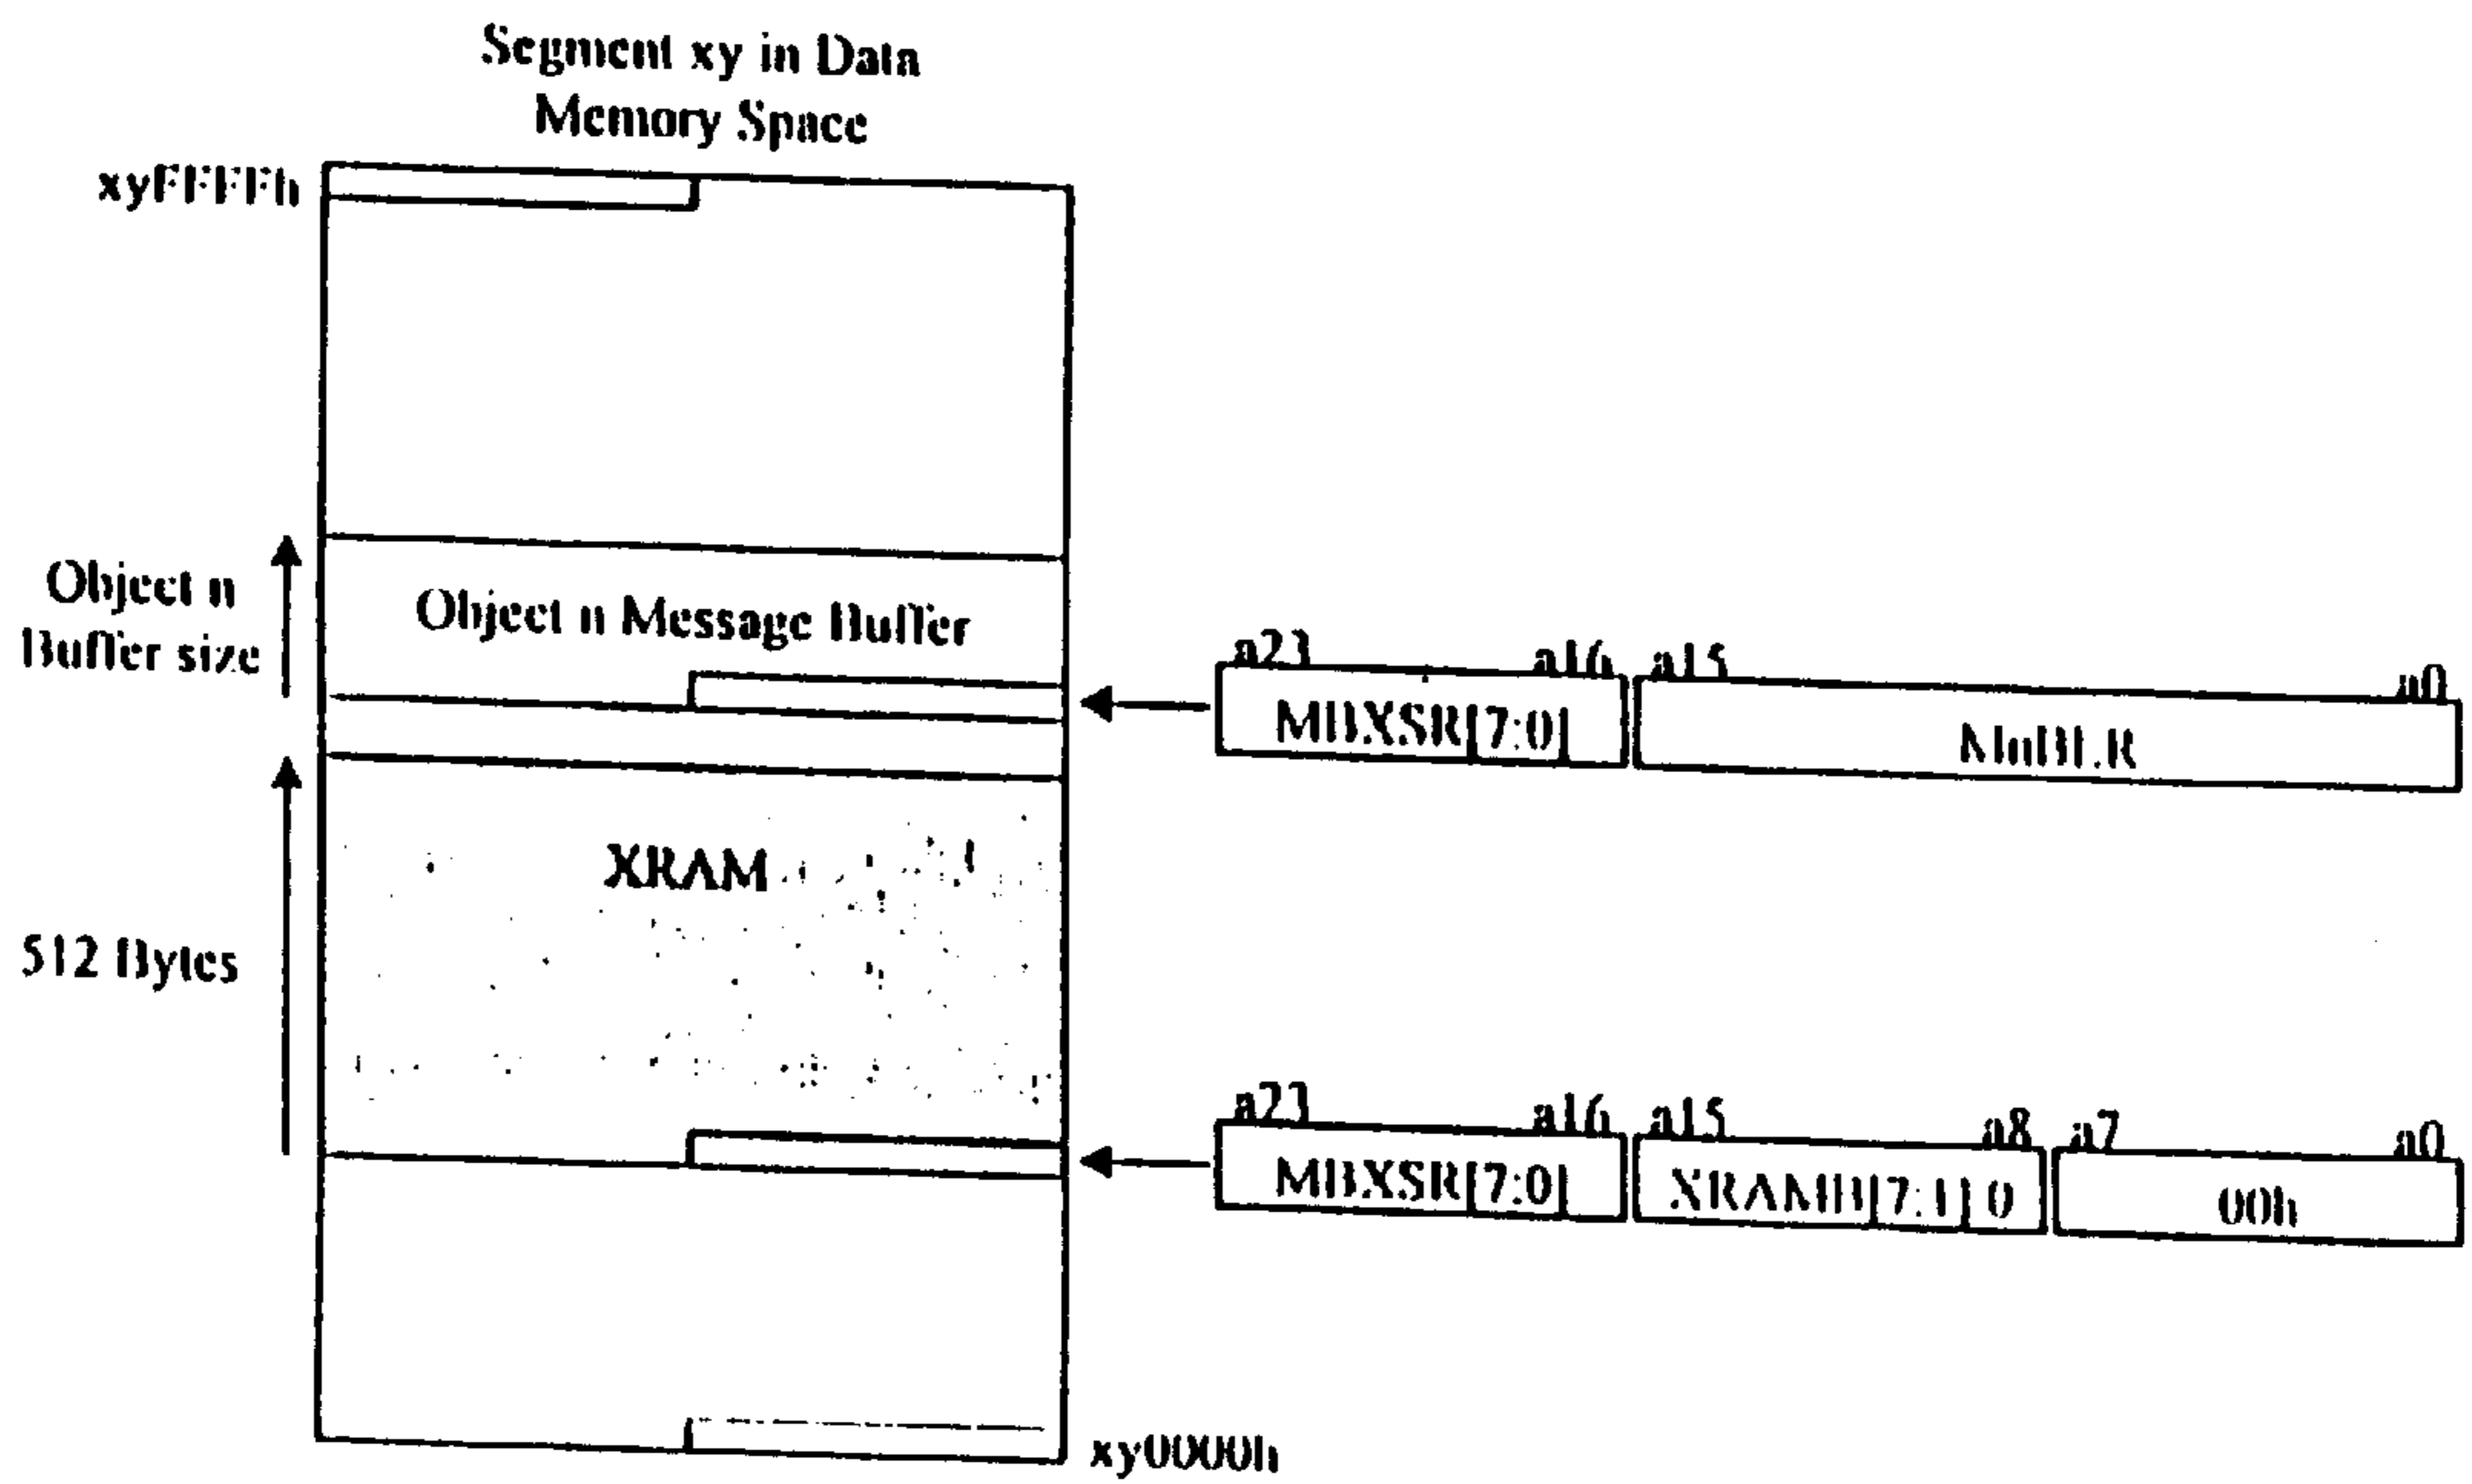 Segment xy in Data
Memory Space
xyFFFFh
Object n
Buffer size
Object n Message Buffer
a23 a16 a15 a0
MBXSR[7:0] MnBLR
XRAM
512 Bytes
a23 a16 a15 a8 a7 a0
MBXSR[7:0] XRAMB[7:1] 0 00h
xy0000h